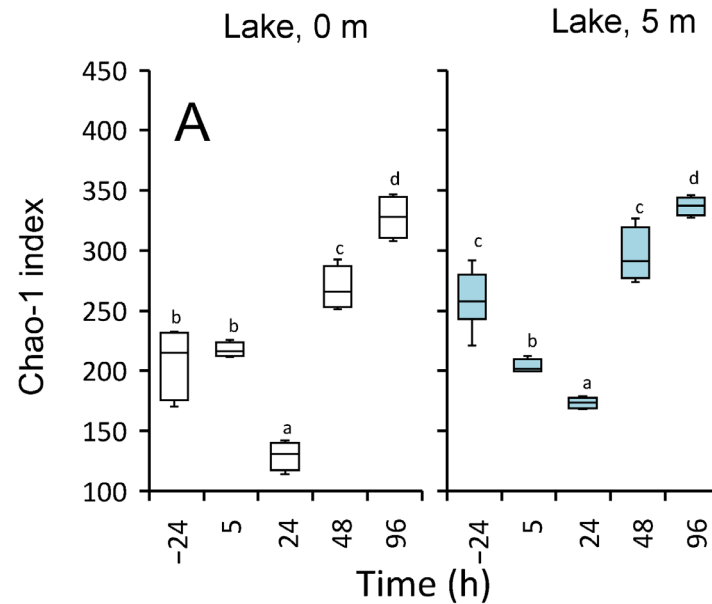 Lake, 0 m
Lake, 5 m
A
Chao-1 index
450
400
350
300
250
200
150
100
b
b
a
c
d
c
b
a
c
d
−24
5
24
48
96
−24
5
24
48
96
Time (h)